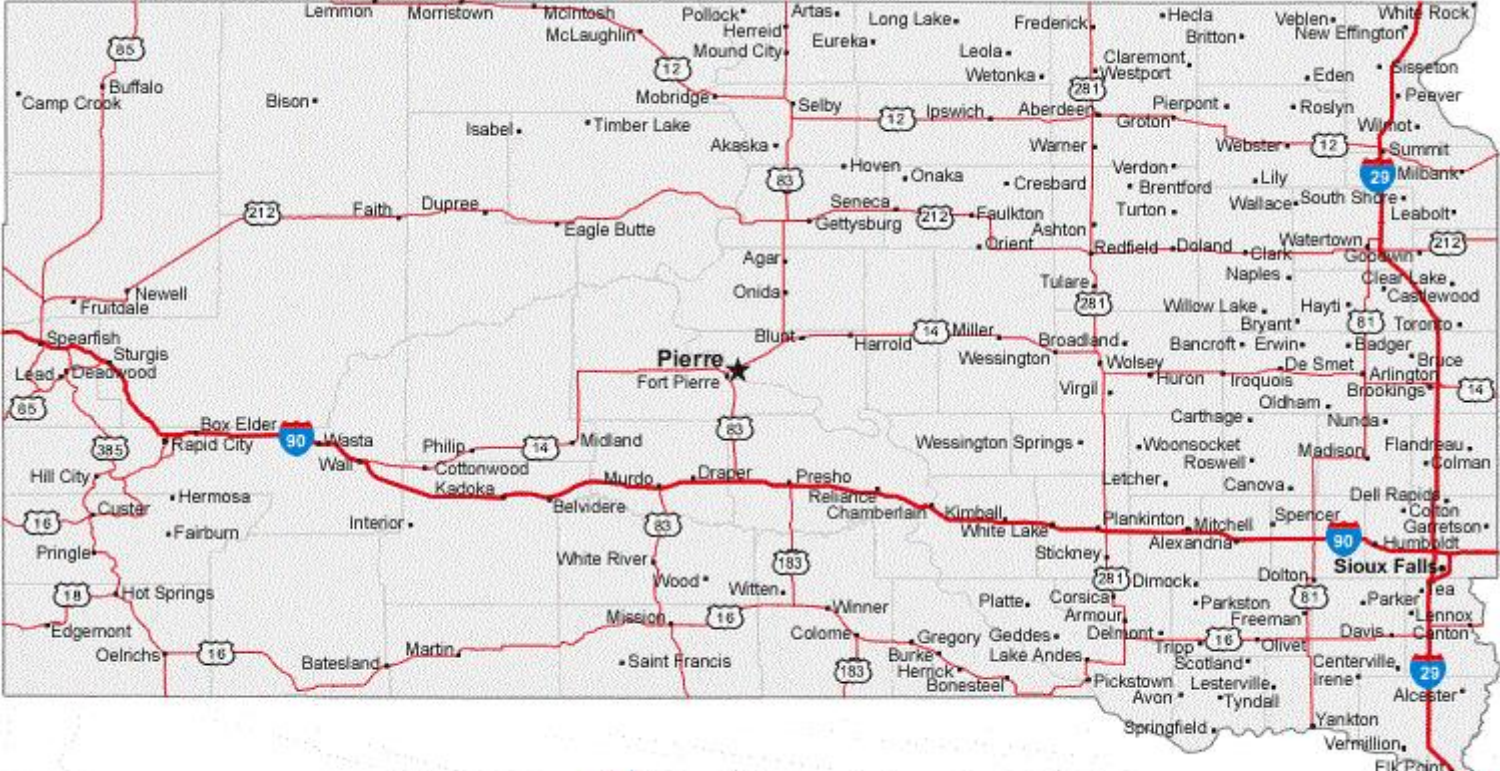 Lemmon
Morristown
McIntosh
McLaughlin
Pollock
Herreid
Mound City
Artas
Long Lake
Eureka
Leola
Wetonka
Frederick
Hecla
Britton
Veblen
New Effington
White Rock
Claremont
Westport
Eden
Sisseton
85
Buffalo
Camp Crook
Bison
12
Mobridge
Selby
12
Ipswich
Aberdeen
281
Groton
Pierpont
Roslyn
Peever
Wilmot
Isabel
Timber Lake
Akaska
Warner
Webster
12
Summit
83
Hoven
Onaka
Cresbard
Verdon
Brentford
Turton
Lily
Wallace
South Shore
29
Milbank
Leabolt
212
Faith
Dupree
Eagle Butte
Seneca
Gettysburg
212
Faulkton
Orient
Ashton
Redfield
Doland
Clark
Watertown
Goodwin
212
Agar
Onida
Tulare
281
Naples
Willow Lake
Bryant
Hayti
Clear Lake
Castlewood
Newell
Fruitdale
Spearfish
Sturgis
Lead
Deadwood
85
Blunt
Harrold
14
Miller
Wessington
Broadland
Wolsey
Bancroft
Erwin
81
Badger
Toronto
Bruce
Pierre
Fort Pierre
Virgil
Huron
Iroquois
De Smet
Arlington
Brookings
14
Oldham
Box Elder
90
Rapid City
Wasta
Wall
385
Hill City
Philip
14
Midland
Cottonwood
83
Wessington Springs
Carthage
Nunda
Woonsocket
Roswell
Madison
Flandreau
Colman
Kadoka
Belvidere
Murdo
Draper
Presho
Reliance
Chamberlain
Kimball
White Lake
Letcher
Canova
Dell Rapids
Colton
Garretson
Hermosa
16
Custer
Fairburn
Interior
83
Plankinton
Mitchell
Spencer
Alexandria
90
Humboldt
Sioux Falls
Pringle
White River
Wood
183
Witten
Stickney
281
Dimock
Dolton
18
Hot Springs
Edgemont
Oelrichs
16
Batesland
Martin
Mission
16
Winner
Colome
Platte
Corsica
Armour
Parkston
81
Freeman
Parker
Tea
Lennox
Saint Francis
183
Gregory
Burke
Herrick
Bonesteel
Geddes
Lake Andes
Delmont
Tripp
16
Olivet
Davis
Canton
Pickstown
Avon
Scotland
Lesterville
Tyndall
Centerville
Irene
29
Alcester
Springfield
Yankton
Vermillion
Elk Point